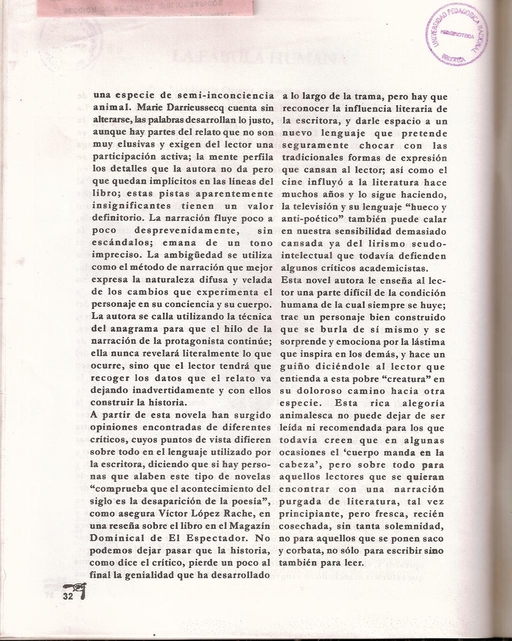 una especie de semi-inconciencia
animal. Marie Darrieussecq cuenta sin
alterarse, las palabras desarrollan lo justo,
aunque hay partes del relato que no son
muy elusivas y exigen del lector una
participación activa; la mente perfila
los detalles que la autora no da pero
que quedan implícitos en las líneas del
libro; estas pistas aparentemente
insignificantes tienen un valor
definitorio. La narración fluye poco a
poco desprevenidamente, sin
escándalos; emana de un tono
impreciso. La ambigüedad se utiliza
como el método de narración que mejor
expresa la naturaleza difusa y velada
de los cambios que experimenta el
personaje en su conciencia y su cuerpo.
La autora se calla utilizando la técnica
del anagrama para que el hilo de la
narración de la protagonista continúe;
ella nunca revelará literalmente lo que
ocurre, sino que el lector tendrá que
recoger los datos que el relato va
dejando inadvertidamente y con ellos
construir la historia.
A partir de esta novela han surgido
opiniones encontradas de diferentes
críticos, cuyos puntos de vista difieren
sobre todo en el lenguaje utilizado por
la escritora, diciendo que si hay perso-
nas que alaben este tipo de novelas
"comprueba que el acontecimiento del
siglo es la desaparición de la poesía",
como asegura Víctor López Rache, en
una reseña sobre el libro en el Magazín
Dominical de El Espectador. No
podemos dejar pasar que la historia,
como dice el crítico, pierde un poco al
final la genialidad que ha desarrollado
32
a lo largo de la trama, pero hay que
reconocer la influencia literaria de
la escritora, y darle espacio a un
nuevo lenguaje que pretende
seguramente chocar con las
tradicionales formas de expresión
que cansan al lector; así como el
cine influyó a la literatura hace
muchos años y lo sigue haciendo,
la televisión y su lenguaje "hueco y
anti-poético" también puede calar
en nuestra sensibilidad demasiado
cansada ya del lirismo seudo-
intelectual que todavía defienden
algunos críticos academicistas.
Esta novel autora le enseña al lec-
tor una parte difícil de la condición
humana de la cual siempre se huye;
trae un personaje bien construido
que se burla de sí mismo y se
sorprende y emociona por la lástima
que inspira en los demás, y hace un
guiño diciéndole al lector que
entienda a esta pobre "creatura" en
su doloroso camino hacia otra
especie. Esta rica alegoría
animalesca no puede dejar de ser
leída ni recomendada para los que
todavía creen que en algunas
ocasiones el 'cuerpo manda en la
cabeza', pero sobre todo para
aquellos lectores que se quieran
encontrar con una narración
purgada de literatura, tal vez
principiante, pero fresca, recién
cosechada, sin tanta solemnidad,
no para aquellos que se ponen saco
y corbata, no sólo para escribir sino
también para leer.
UNIVERSIDAD PEDAGOGICA NACIONAL
HEMEROTECA